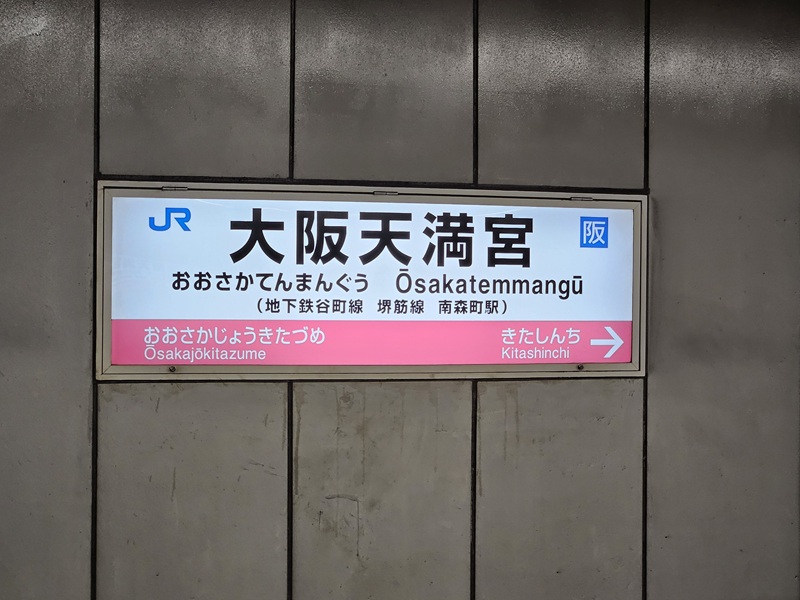 JR 大阪天満宮 阪
おおさかてんまんぐう Ōsakatemmangū
(地下鉄谷町線 堺筋線 南森町駅)
おおさかじょうきたづめ きたしんち →
Ōsakajōkitazume Kitashinchi